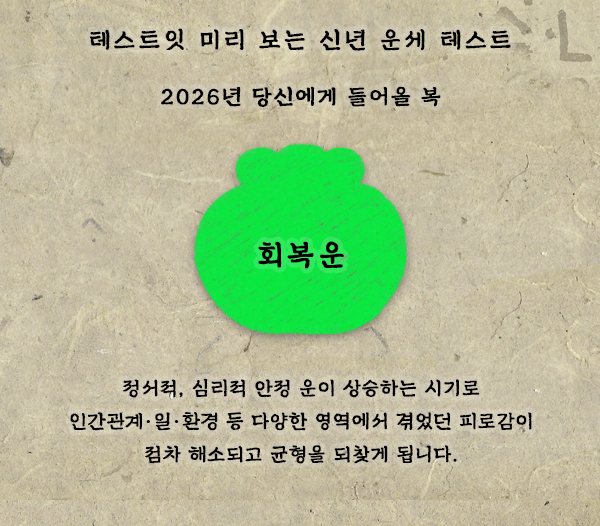 테스트잇 미리 보는 신년 운세 테스트
2026년 당신에게 들어올 복
회복운
정서적, 심리적 안정 운이 상승하는 시기로
인간관계·일·환경 등 다양한 영역에서 겪었던 피로감이
점차 해소되고 균형을 되찾게 됩니다.